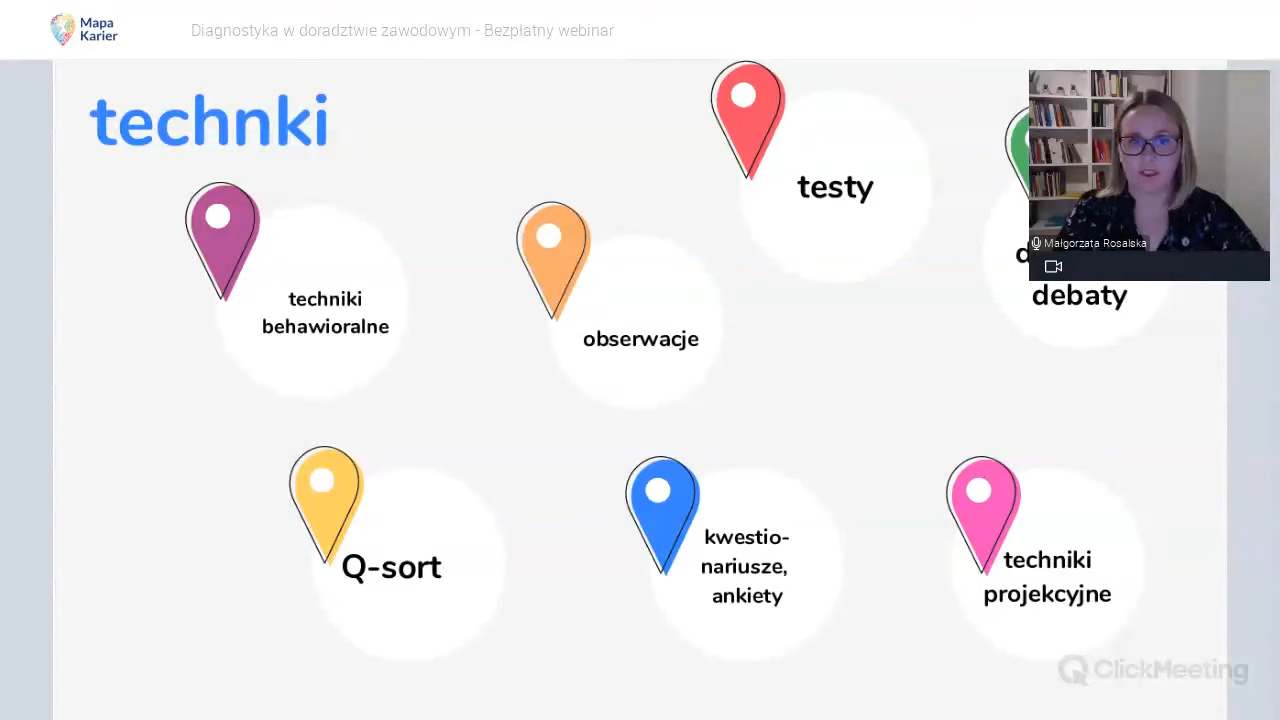 Mapa
Karier
Diagnostyka w doradztwie zawodowym - Bezpłatny webinar
technki
testy
techniki
behawioralne
obserwacje
debaty
Małgorzata Rosalska
Q-sort
kwestio-
nariusze,
ankiety
techniki
projekcyjne
ClickMeeting